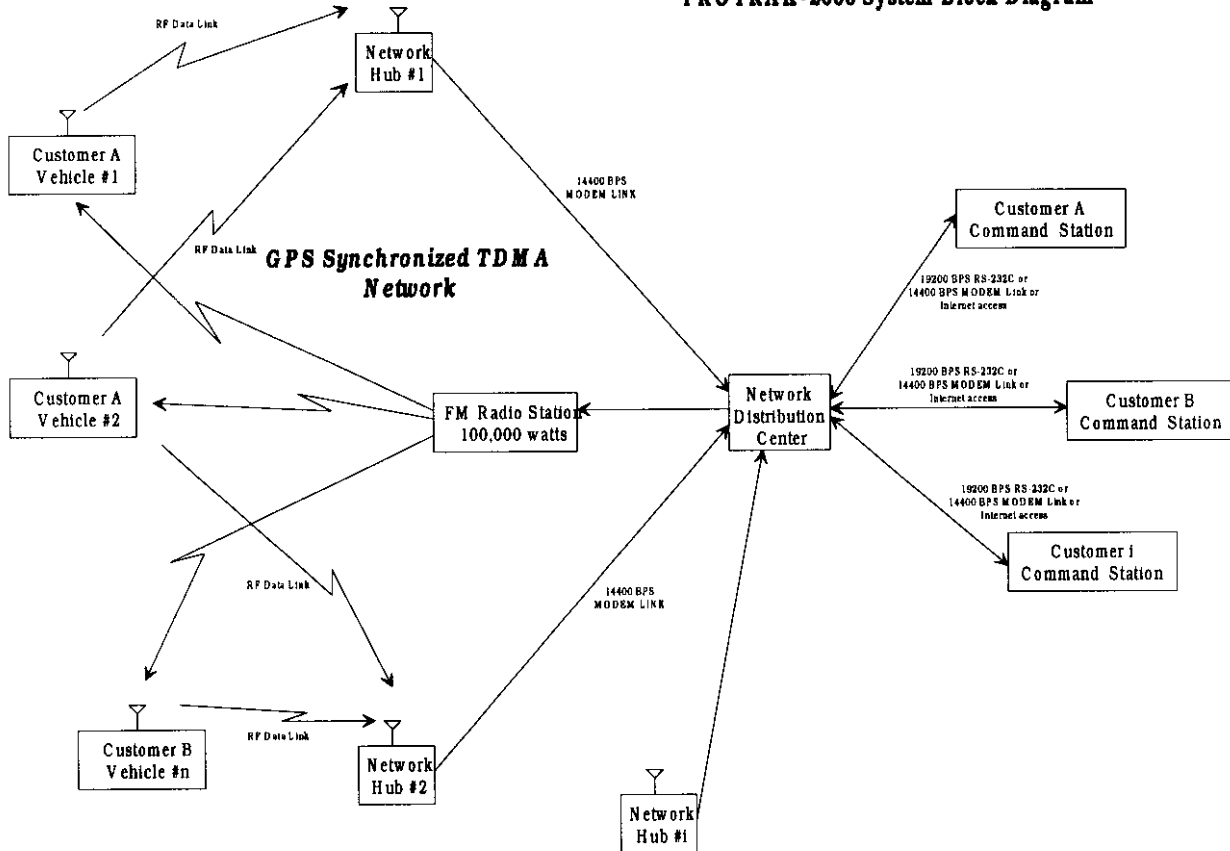 PROTRAK-2000 System Block Diagram
RF Data Link
Network
Hub #1
Customer A
Vehicle #1
14400 BPS
MODEM LINK
Customer A
Command Station
RF Data Link
GPS Synchronized TDMA
Network
19200 BPS RS-232C or
14400 BPS MODEM Link or
Internet access
Customer A
Vehicle #2
FM Radio Station
100,000 watts
Network
Distribution
Center
19200 BPS RS-232C or
14400 BPS MODEM Link or
Internet access
Customer B
Command Station
19200 BPS RS-232C or
14400 BPS MODEM Link or
Internet access
Customer i
Command Station
RF Data Link
14400 BPS
MODEM LINK
Customer B
Vehicle #n
RF Data Link
Network
Hub #2
Network
Hub #i